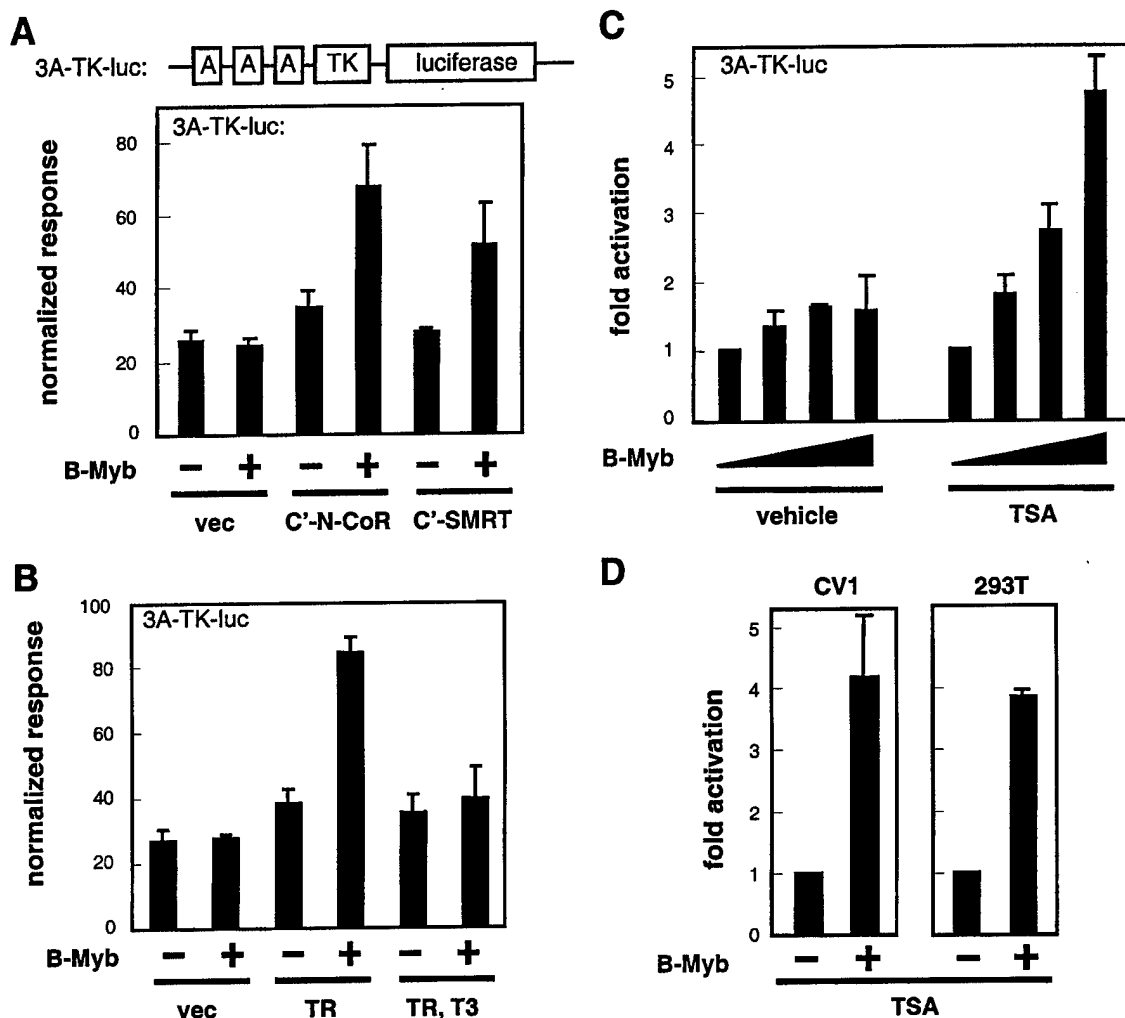 A
3A-TK-luc:
A A A TK luciferase
3A-TK-luc:
normalized response
80
60
40
20
0
B-Myb − + − + − +
vec C'-N-CoR C'-SMRT
B
3A-TK-luc
normalized response
100
80
60
40
20
0
B-Myb − + − + − +
vec TR TR, T3
C
3A-TK-luc
fold activation
5
4
3
2
1
0
B-Myb
vehicle TSA
D
CV1 293T
fold activation
5
4
3
2
1
0
B-Myb − + − +
TSA